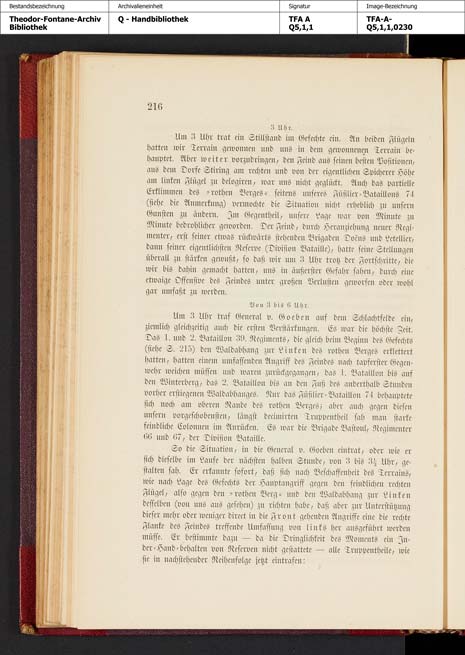 Bestandsbezeichnung
Archivalieneinheit
Signatur
Image-Bezeichnung
Theodor-Fontane-Archiv
Bibliothek
Q - Handbibliothek
TFA A
Q5,1,1
TFA-A-
Q5,1,1,0230
216
3 Uhr.
Um 3 Uhr trat ein Stillstand im Gefechte ein. An beiden Flügeln
hatten wir Terrain gewonnen und uns in dem gewonnenen Terrain be-
hauptet. Aber weiter vorzudringen, den Feind aus seinen besten Positionen,
aus dem Dorfe Stiring am rechten und von der eigentlichen Spicherer Höhe
am linken Flügel zu delogiren, war uns nicht geglückt. Auch das partielle
Erklimmen des »rothen Berges« seitens unseres Füsilier-Bataillons 74
(siehe die Anmerkung) vermochte die Situation nicht erheblich zu unsern
Gunsten zu ändern. Im Gegentheil, unsere Lage war von Minute zu
Minute bedrohlicher geworden. Der Feind, durch Heranziehung neuer Regi-
menter, erst seiner etwas rückwärts stehenden Brigaden Doëns und Letellier,
dann seiner eigentlichsten Reserve (Division Bataille), hatte seine Stellungen
überall zu stärken gewußt, so daß wir um 3 Uhr trotz der Fortschritte, die
wir bis dahin gemacht hatten, uns in äußerster Gefahr sahen, durch eine
etwaige Offensive des Feindes unter großen Verlusten geworfen oder wohl
gar umfaßt zu werden.
Von 3 bis 6 Uhr.
Um 3 Uhr traf General v. Goeben auf dem Schlachtfelde ein,
ziemlich gleichzeitig auch die ersten Verstärkungen. Es war die höchste Zeit.
Das 1. und 2. Bataillon 39. Regiments, die gleich beim Beginn des Gefechts
(siehe S. 215) den Waldabhang zur Linken des rothen Berges erklettert
hatten, hatten einem umfassenden Angriff des Feindes nach tapferster Gegen-
wehr weichen müssen und waren zurückgegangen; das 1. Bataillon bis auf
den Winterberg, das 2. Bataillon bis an den Fuß des anderthalb Stunden
vorher erstiegenen Waldabhanges. Nur das Füsilier-Bataillon 74 behauptete
sich noch am oberen Rande des rothen Berges; aber auch gegen diesen
unsern vorgeschobensten, längst decimirten Truppentheil sah man starke
feindliche Colonnen im Anrücken. Es war die Brigade Bastoul, Regimenter
66 und 67, der Division Bataille.
So die Situation, in die General v. Goeben eintrat, oder wie er
sich dieselbe im Laufe der nächsten halben Stunde, von 3 bis 3½ Uhr, ge-
stalten sah. Er erkannte sofort, daß sich nach Beschaffenheit des Terrains,
wie nach Lage des Gefechts der Hauptangriff gegen den feindlichen rechten
Flügel, also gegen den »rothen Berg« und den Waldabhang zur Linken
desselben (von uns aus gesehen) zu richten habe, daß aber zur Unterstützung
dieser mehr oder weniger direct in die Front gehenden Angriffe eine die rechte
Flanke des Feindes treffende Umfassung von links her ausgeführt werden
müsse. Er bestimmte dazu — da die Dringlichkeit des Moments ein In-
der-Hand-behalten von Reserven nicht gestattete — alle Truppentheile, wie
sie in nachstehender Reihenfolge jetzt eintrafen: